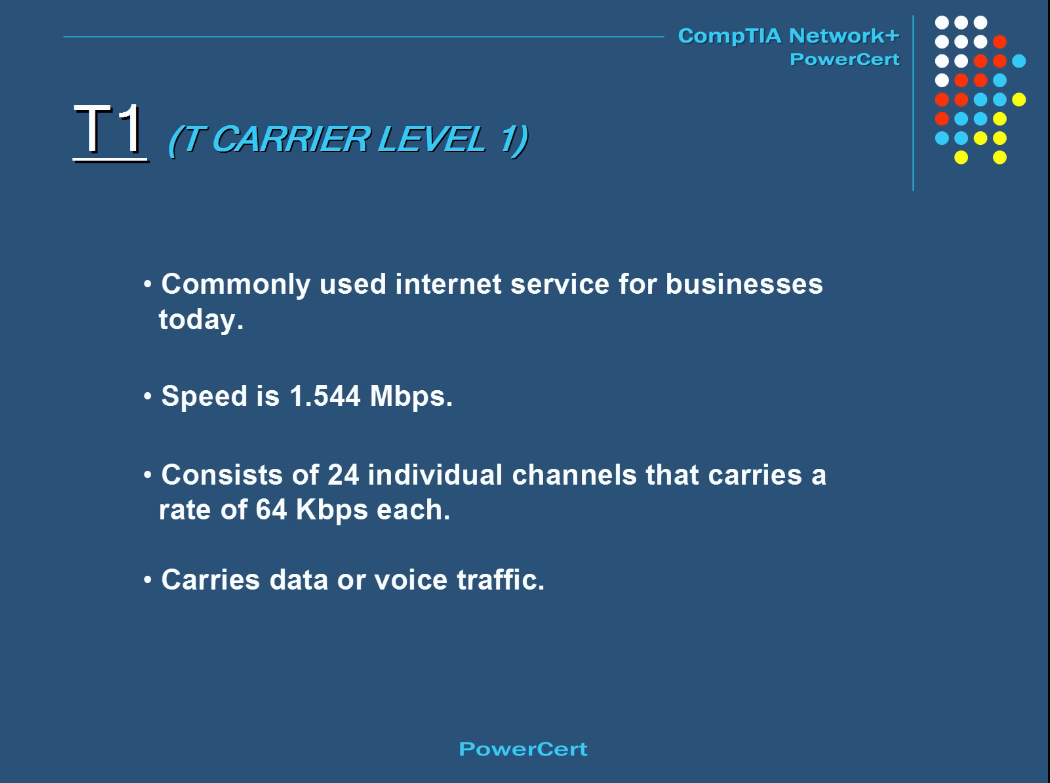 CompTIA Network+
PowerCert
T1 (T CARRIER LEVEL 1)
• Commonly used internet service for businesses
today.
• Speed is 1.544 Mbps.
• Consists of 24 individual channels that carries a
rate of 64 Kbps each.
• Carries data or voice traffic.
PowerCert